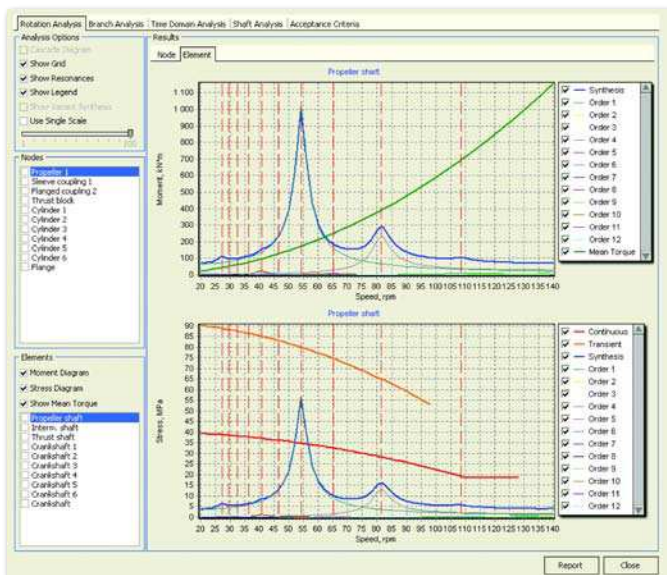 Rotation Analysis Branch Analysis Time Domain Analysis Shaft Analysis Acceptance Criteria
Analysis Options
Cascade Diagram
Show Grid
Show Resonances
Show Legend
Show Variant Synthesis
Use Single Scale
1 200
Nodes
Propeller 1
Sleeve coupling 1
Flanged coupling 2
Thrust block
Cylinder 1
Cylinder 2
Cylinder 3
Cylinder 4
Cylinder 5
Cylinder 6
Flange
Elements
Moment Diagram
Stress Diagram
Show Mean Torque
Propeller shaft
Interm. shaft
Thrust shaft
Crankshaft 1
Crankshaft 2
Crankshaft 3
Crankshaft 4
Crankshaft 5
Crankshaft 6
Crankshaft
Results
Node Element
Propeller shaft
Moment, kN*m
1 100
1 000
900
800
700
600
500
400
300
200
100
0
20 25 30 35 40 45 50 55 60 65 70 75 80 85 90 95 100 105 110 115 120 125 130 135 140
Speed, rpm
Synthesis
Order 1
Order 2
Order 3
Order 4
Order 5
Order 6
Order 7
Order 8
Order 9
Order 10
Order 11
Order 12
Mean Torque
Propeller shaft
Stress, MPa
90
85
80
75
70
65
60
55
50
45
40
35
30
25
20
15
10
5
0
20 25 30 35 40 45 50 55 60 65 70 75 80 85 90 95 100 105 110 115 120 125 130 135 140
Speed, rpm
Continuous
Transient
Synthesis
Order 1
Order 2
Order 3
Order 4
Order 5
Order 6
Order 7
Order 8
Order 9
Order 10
Order 11
Order 12
Report Close